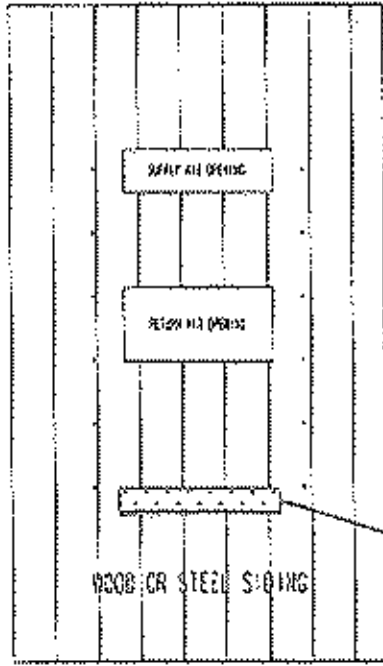 SUPPLY AIR OPENING
RETURN AIR OPENING
WOOD OR STEEL SIDING